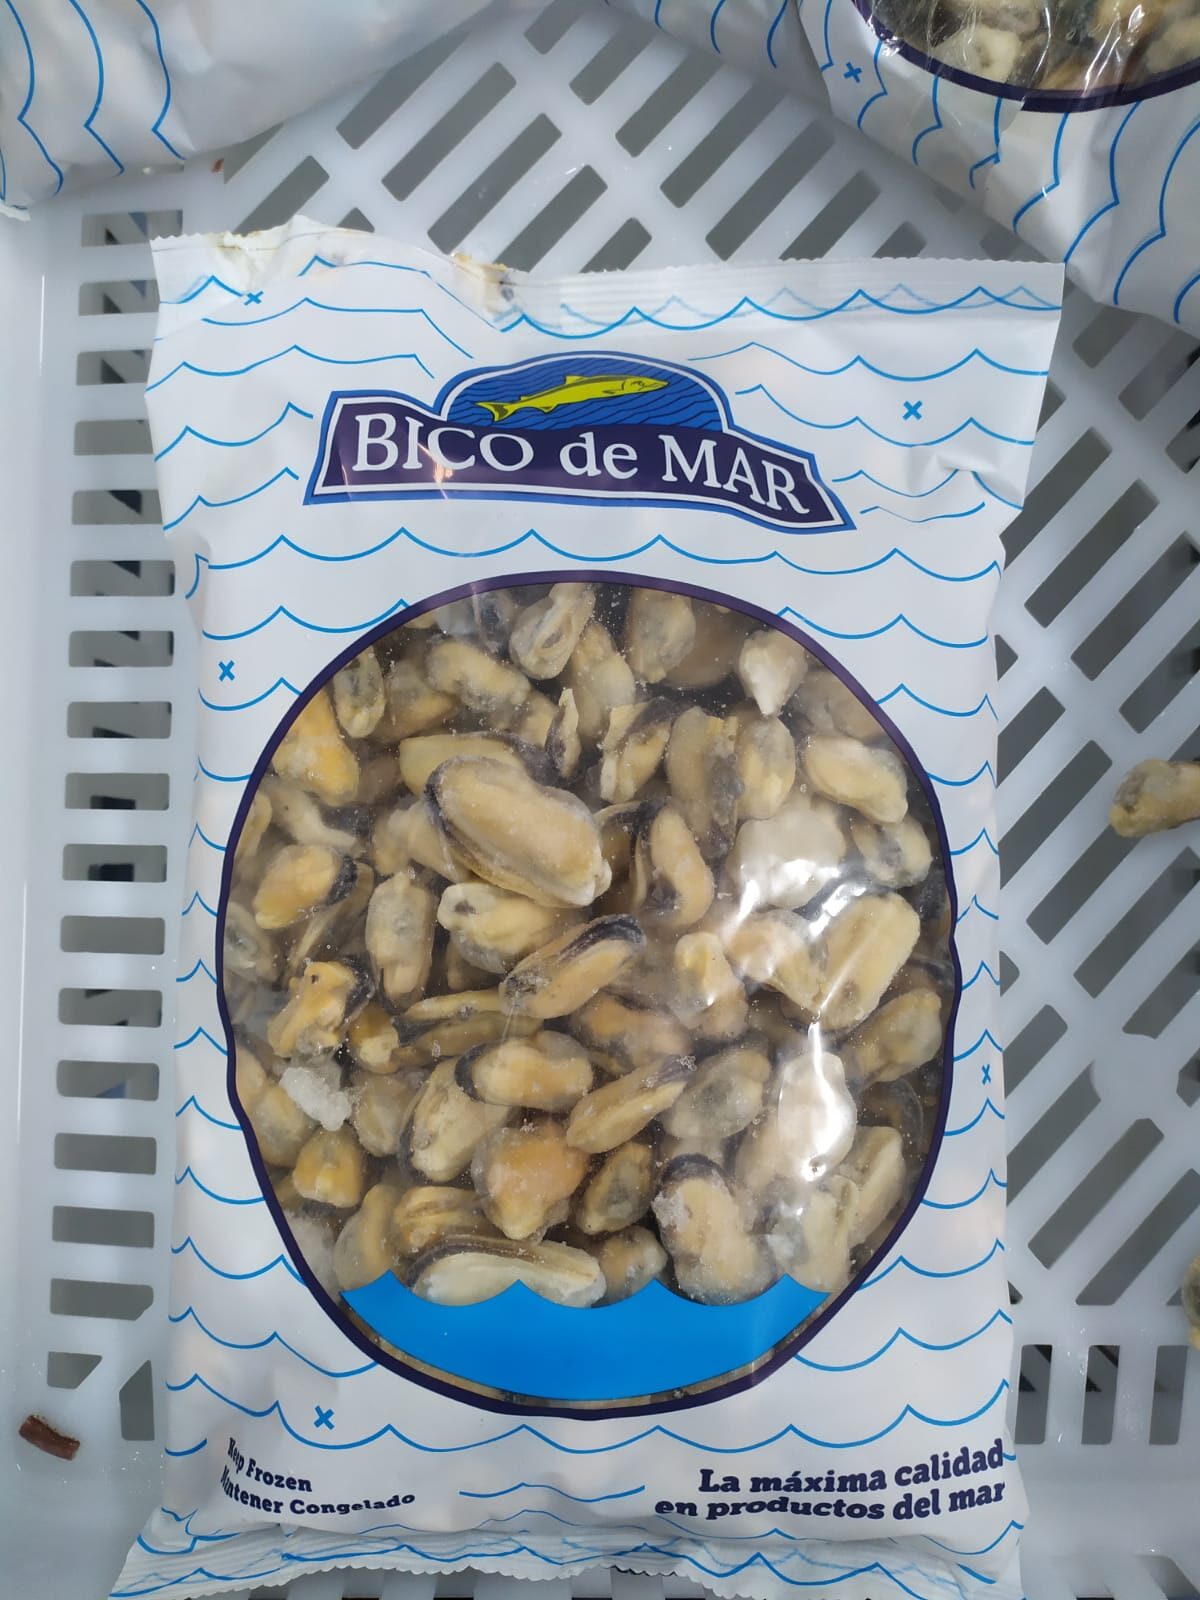 BICO de MAR
Keep Frozen
Mantener Congelado
La máxima calidad
en productos del mar